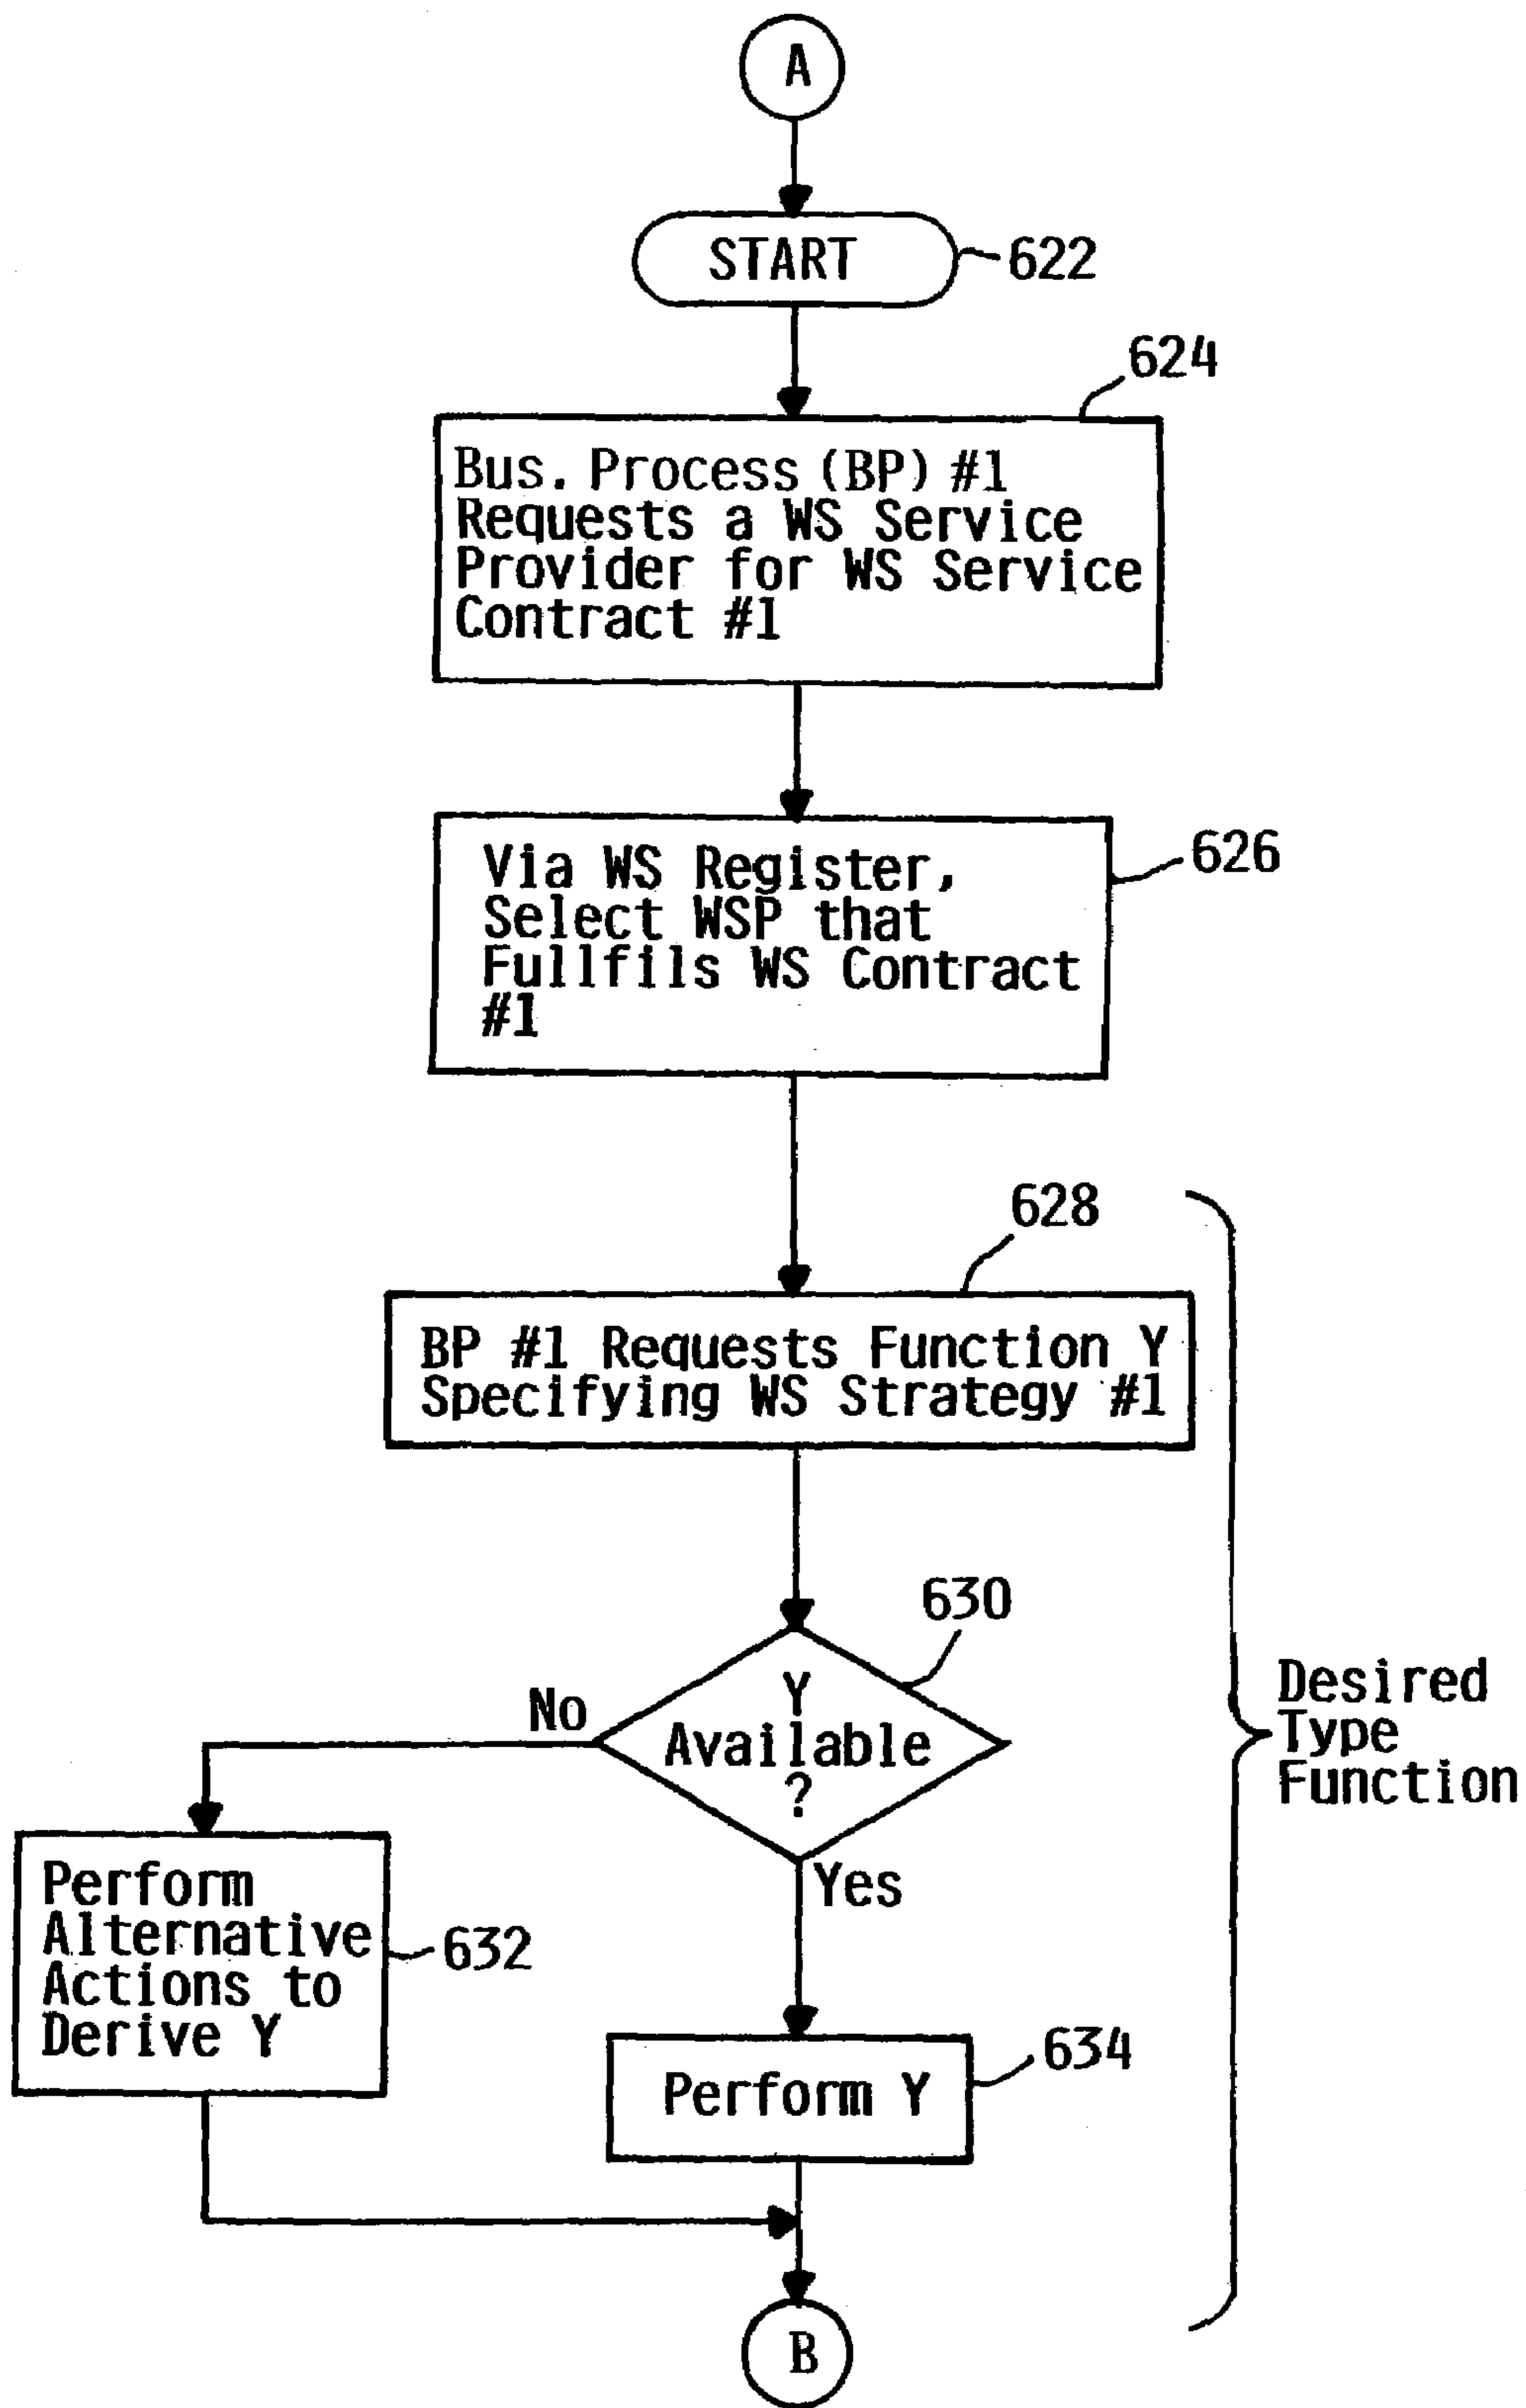 A
START
622
624
Bus. Process (BP) #1
Requests a WS Service
Provider for WS Service
Contract #1
626
Via WS Register,
Select WSP that
Fullfils WS Contract
#1
628
BP #1 Requests Function Y
Specifying WS Strategy #1
630
Y
Available
?
No
Yes
Desired
Type
Function
Perform
Alternative
Actions to
Derive Y
632
Perform Y
634
B